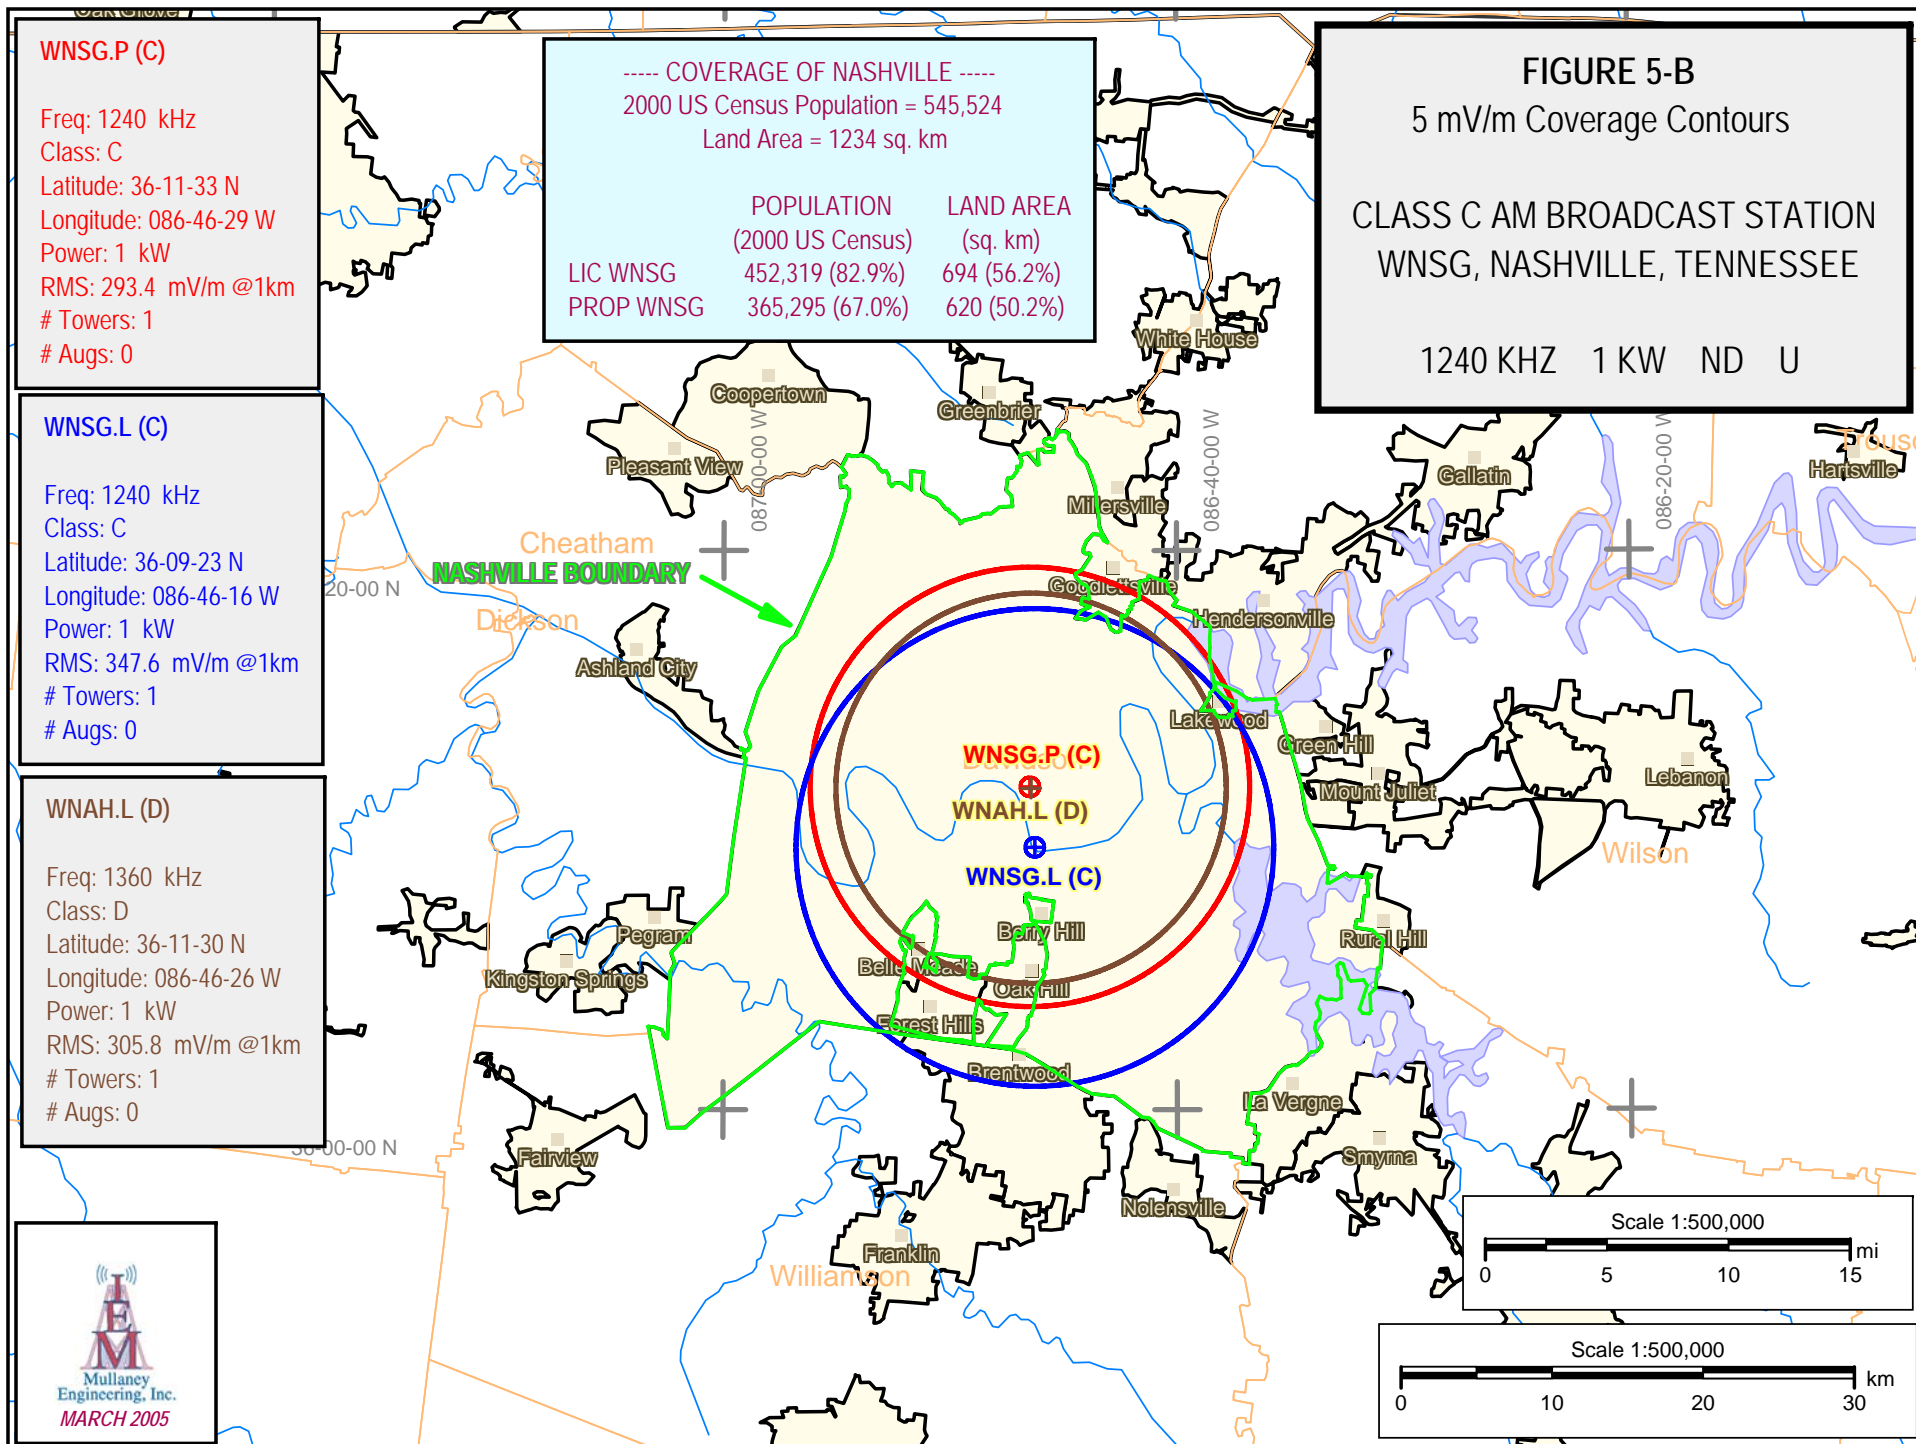 Oak Grove
WNSG.P (C)
Freq: 1240 kHz
Class: C
Latitude: 36-11-33 N
Longitude: 086-46-29 W
Power: 1 kW
RMS: 293.4 mV/m @1km
# Towers: 1
# Augs: 0
WNSG.L (C)
Freq: 1240 kHz
Class: C
Latitude: 36-09-23 N
Longitude: 086-46-16 W
Power: 1 kW
RMS: 347.6 mV/m @1km
# Towers: 1
# Augs: 0
WNAH.L (D)
Freq: 1360 kHz
Class: D
Latitude: 36-11-30 N
Longitude: 086-46-26 W
Power: 1 kW
RMS: 305.8 mV/m @1km
# Towers: 1
# Augs: 0
----- COVERAGE OF NASHVILLE -----
2000 US Census Population = 545,524
Land Area = 1234 sq. km
POPULATION LAND AREA
(2000 US Census) (sq. km)
LIC WNSG 452,319 (82.9%) 694 (56.2%)
PROP WNSG 365,295 (67.0%) 620 (50.2%)
FIGURE 5-B
5 mV/m Coverage Contours
CLASS C AM BROADCAST STATION
WNSG, NASHVILLE, TENNESSEE
1240 KHZ 1 KW ND U
White House
Coopertown
Greenbrier
Pleasant View
Millersville
Gallatin
Hartsville
087-00-00 W
086-40-00 W
086-20-00 W
Cheatham
NASHVILLE BOUNDARY
20-00 N
Dickson
Goodlettsville
Hendersonville
Ashland City
Lakewood
Green Hill
Mount Juliet
Lebanon
Wilson
WNSG.P (C)
Davidson
WNAH.L (D)
WNSG.L (C)
Berry Hill
Belle Meade
Oak Hill
Forest Hills
Brentwood
Rural Hill
Pegram
Kingston Springs
La Vergne
Smyrna
Fairview
36-00-00 N
Nolensville
Franklin
Williamson
Scale 1:500,000
mi
0 5 10 15
Scale 1:500,000
km
0 10 20 30
IEM
Mullaney
Engineering, Inc.
MARCH 2005